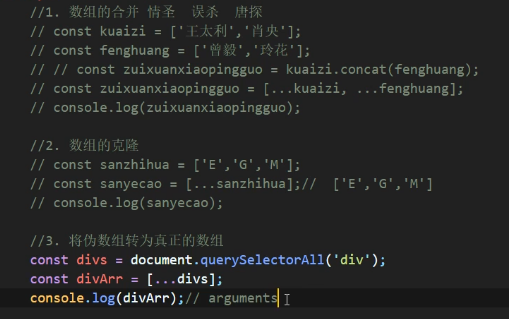 //1. 数组的合并 情圣  误杀  唐探
// const kuaizi = ['王太利','肖央'];
// const fenghuang = ['曾毅','玲花'];
// // const zuixuanxiaopingguo = kuaizi.concat(fenghuang);
// const zuixuanxiaopingguo = [...kuaizi, ...fenghuang];
// console.log(zuixuanxiaopingguo);
//2. 数组的克隆
// const sanzhihua = ['E','G','M'];
// const sanyecao = [...sanzhihua];//  ['E','G','M']
// console.log(sanyecao);
//3. 将伪数组转为真正的数组
const divs = document.querySelectorAll('div');
const divArr = [...divs];
console.log(divArr);// arguments